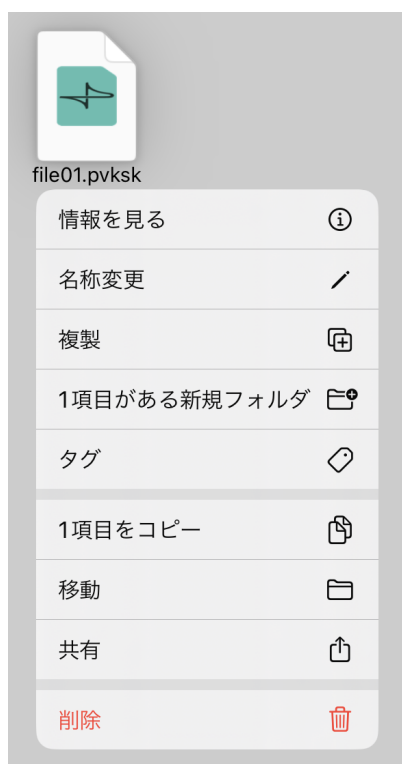 file01.pvksk
情報を見る
名称変更
複製
1項目がある新規フォルダ
タグ
1項目をコピー
移動
共有
削除